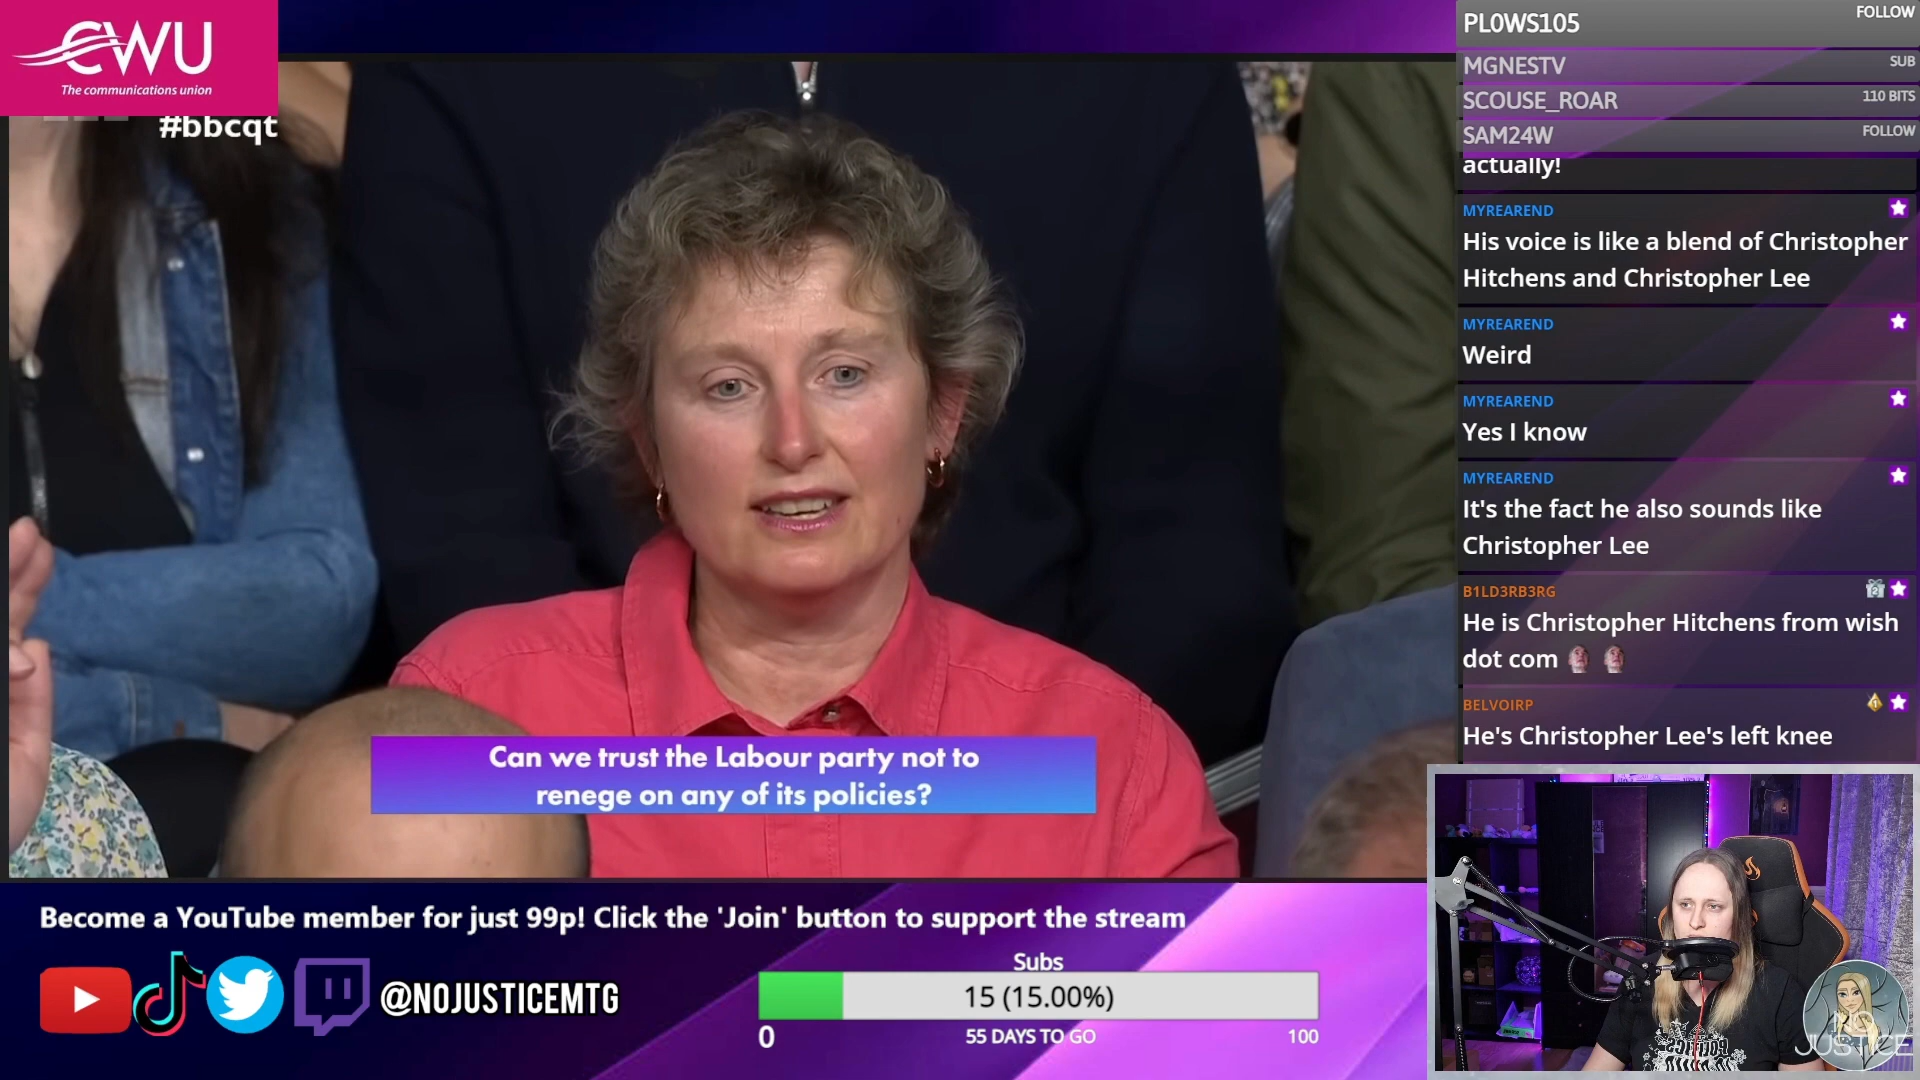 CWU
The communications union
#bbcqt
Can we trust the Labour party not to
renege on any of its policies?
PL0WS105 FOLLOW
MGNESTV SUB
SCOUSE_ROAR 110 BITS
SAM24W FOLLOW
actually!
MYREAREND
His voice is like a blend of Christopher
Hitchens and Christopher Lee
MYREAREND
Weird
MYREAREND
Yes I know
MYREAREND
It's the fact he also sounds like
Christopher Lee
B1LD3RB3RG
He is Christopher Hitchens from wish
dot com
BELVOIRP
He's Christopher Lee's left knee
Become a YouTube member for just 99p! Click the 'Join' button to support the stream
@NOJUSTICEMTG
Subs
15 (15.00%)
0 55 DAYS TO GO 100
NO
JUSTICE